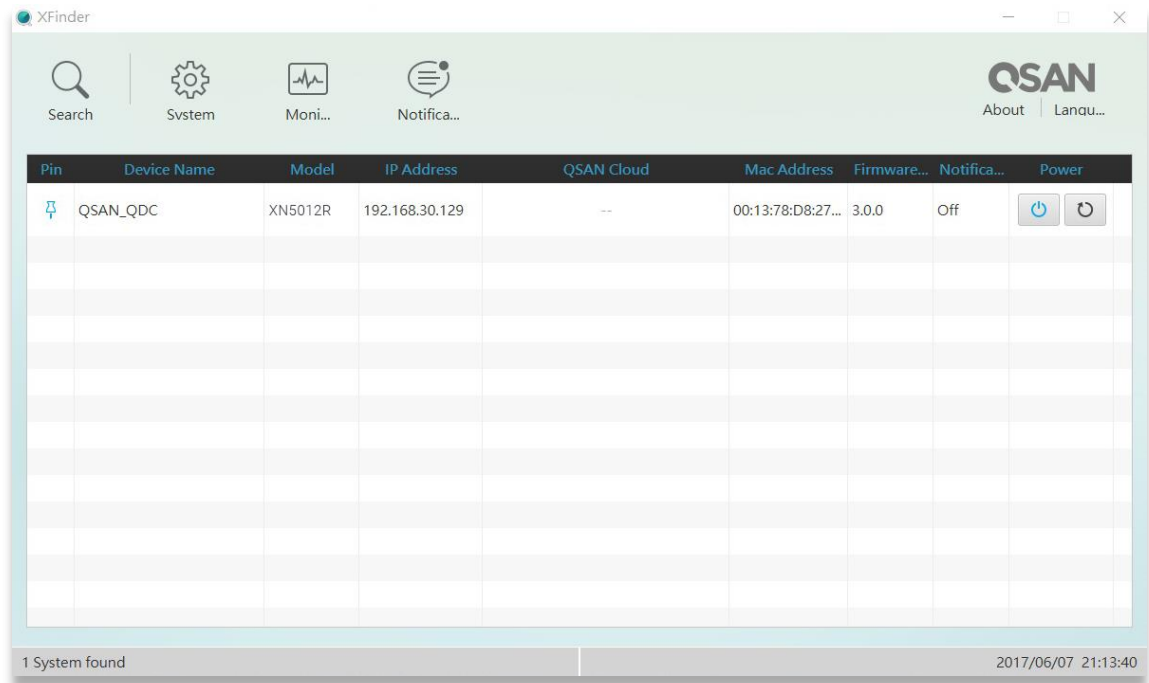 XFinder
Search Svstem Moni... Notifica...
QSAN
About Langu...
Pin Device Name Model IP Address QSAN Cloud Mac Address Firmware... Notifica... Power
QSAN_QDC XN5012R 192.168.30.129 -- 00:13:78:D8:27... 3.0.0 Off
1 System found 2017/06/07 21:13:40